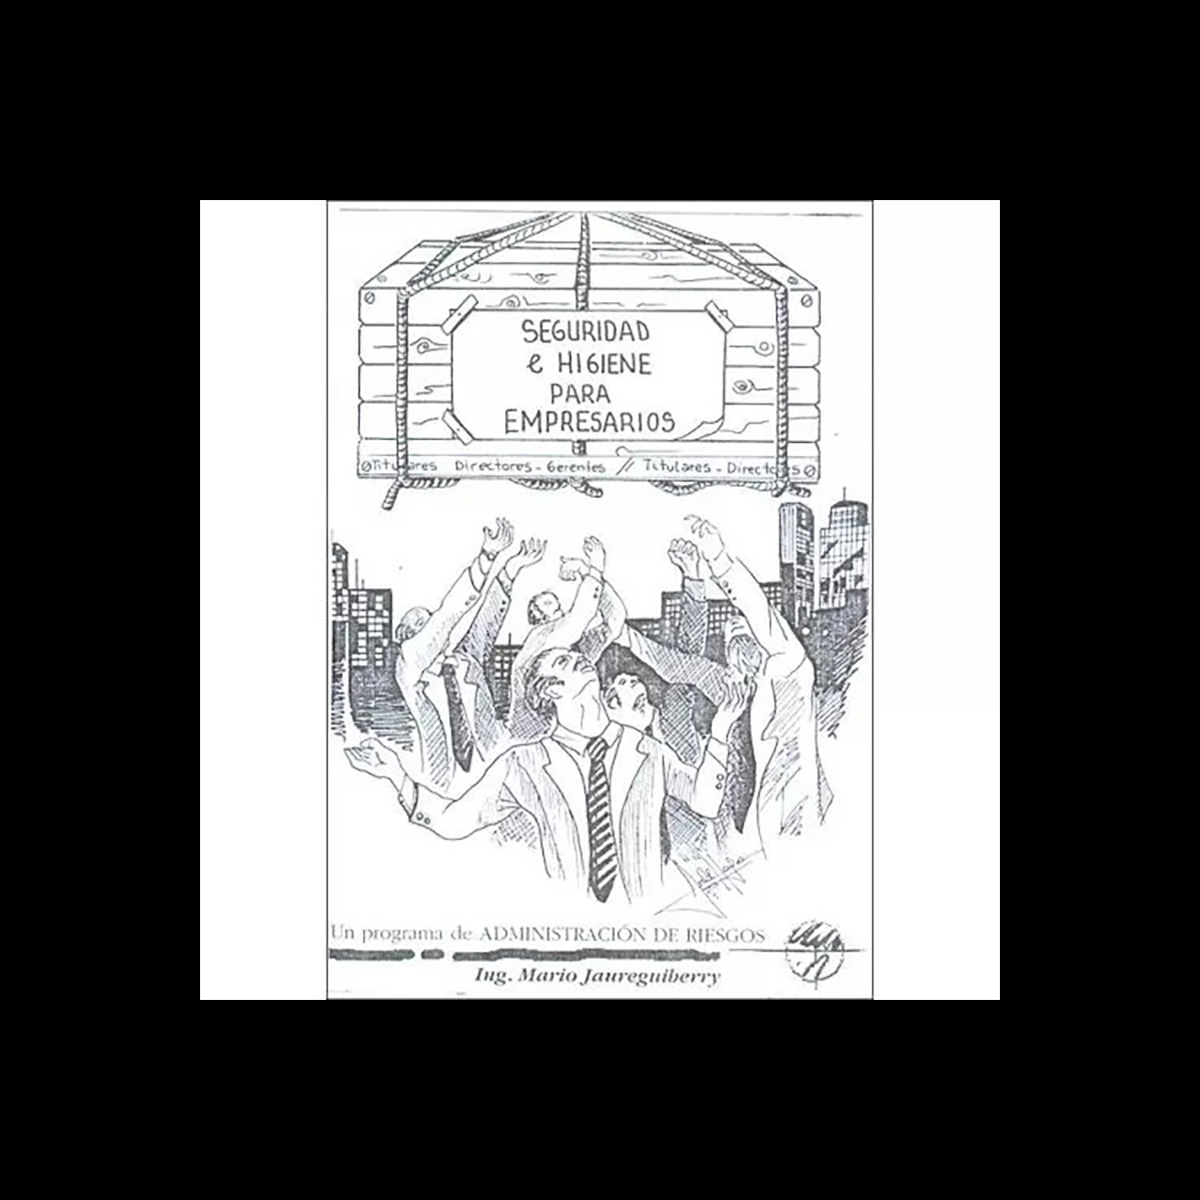 SEGURIDAD
e HIGIENE
PARA
EMPRESARIOS
Titulares Directores - Gerentes // Titulares - Directores
Un programa de ADMINISTRACIÓN DE RIESGOS
Ing. Mario Jaureguiberry